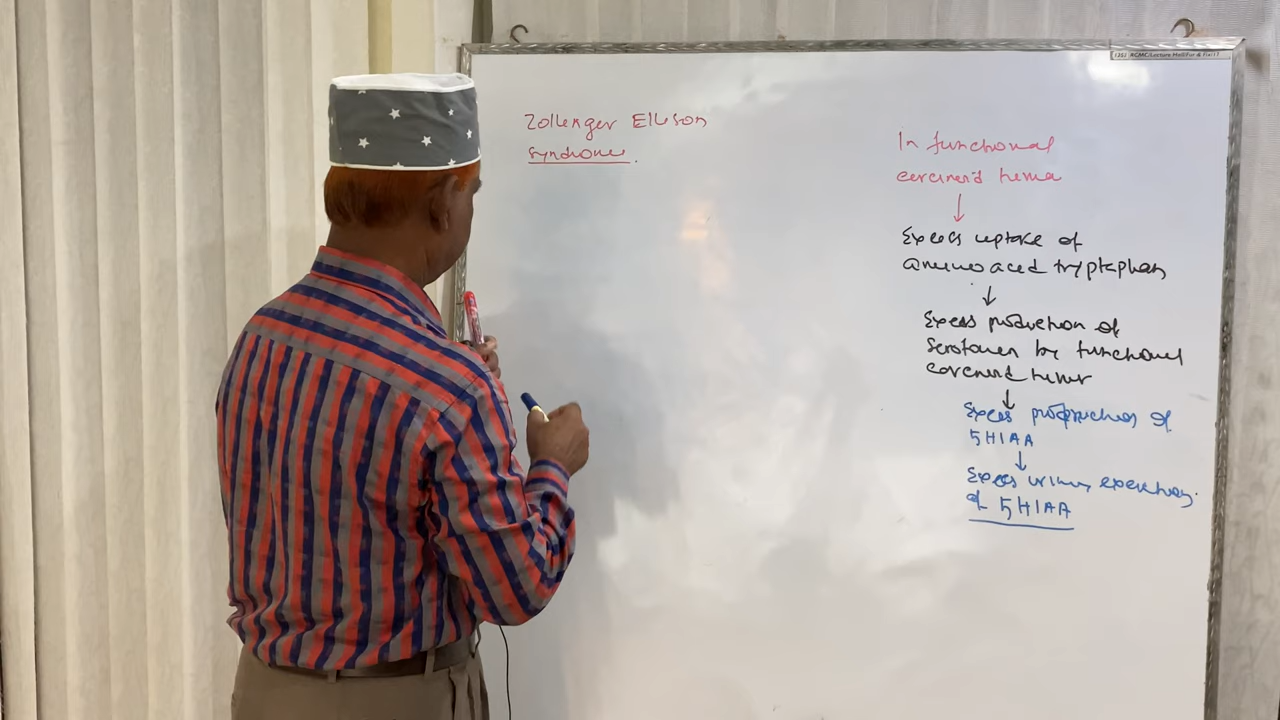 Zollenger Ellison
Syndrome.
In functional
carcinoid tumor
↓
Excess uptake of
amino acid tryptophan
↓
Excess production of
Serotonin by functional
carcinoid tumor
↓
Excess production of
5HIAA
↓
Excess urinary excretion
of 5HIAA